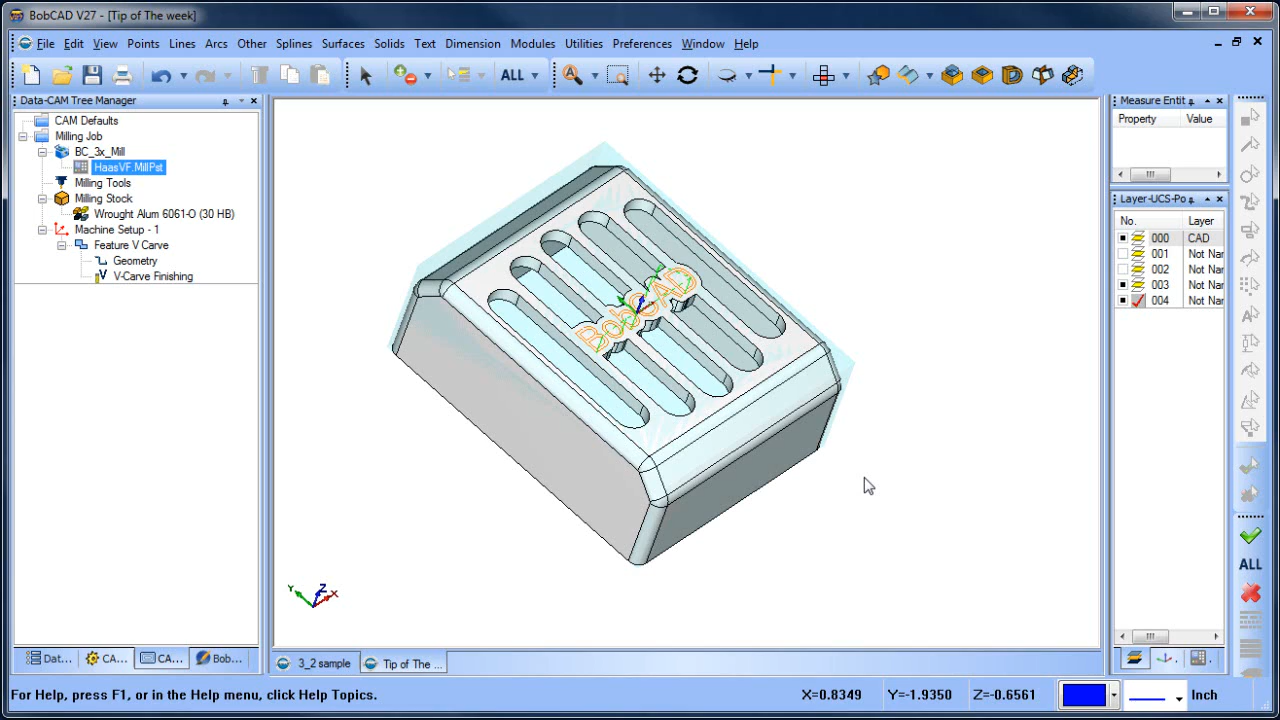 BobCAD V27 - [Tip of The week]
File Edit View Points Lines Arcs Other Splines Surfaces Solids Text Dimension Modules Utilities Preferences Window Help
ALL
Data-CAM Tree Manager
CAM Defaults
Milling Job
BC_3x_Mill
HaasVF.MillPst
Milling Tools
Milling Stock
Wrought Alum 6061-O (30 HB)
Machine Setup - 1
Feature V Carve
Geometry
V-Carve Finishing
BobCAD
Y Z X
Measure Entit
Property Value
Layer-UCS-Po
No. Layer
000 CAD
001 Not Nar
002 Not Nar
003 Not Nar
004 Not Nar
ALL
Dat... CA... CA... Bob...
3_2 sample Tip of The ...
For Help, press F1, or in the Help menu, click Help Topics.
X=0.8349 Y=-1.9350 Z=-0.6561 Inch